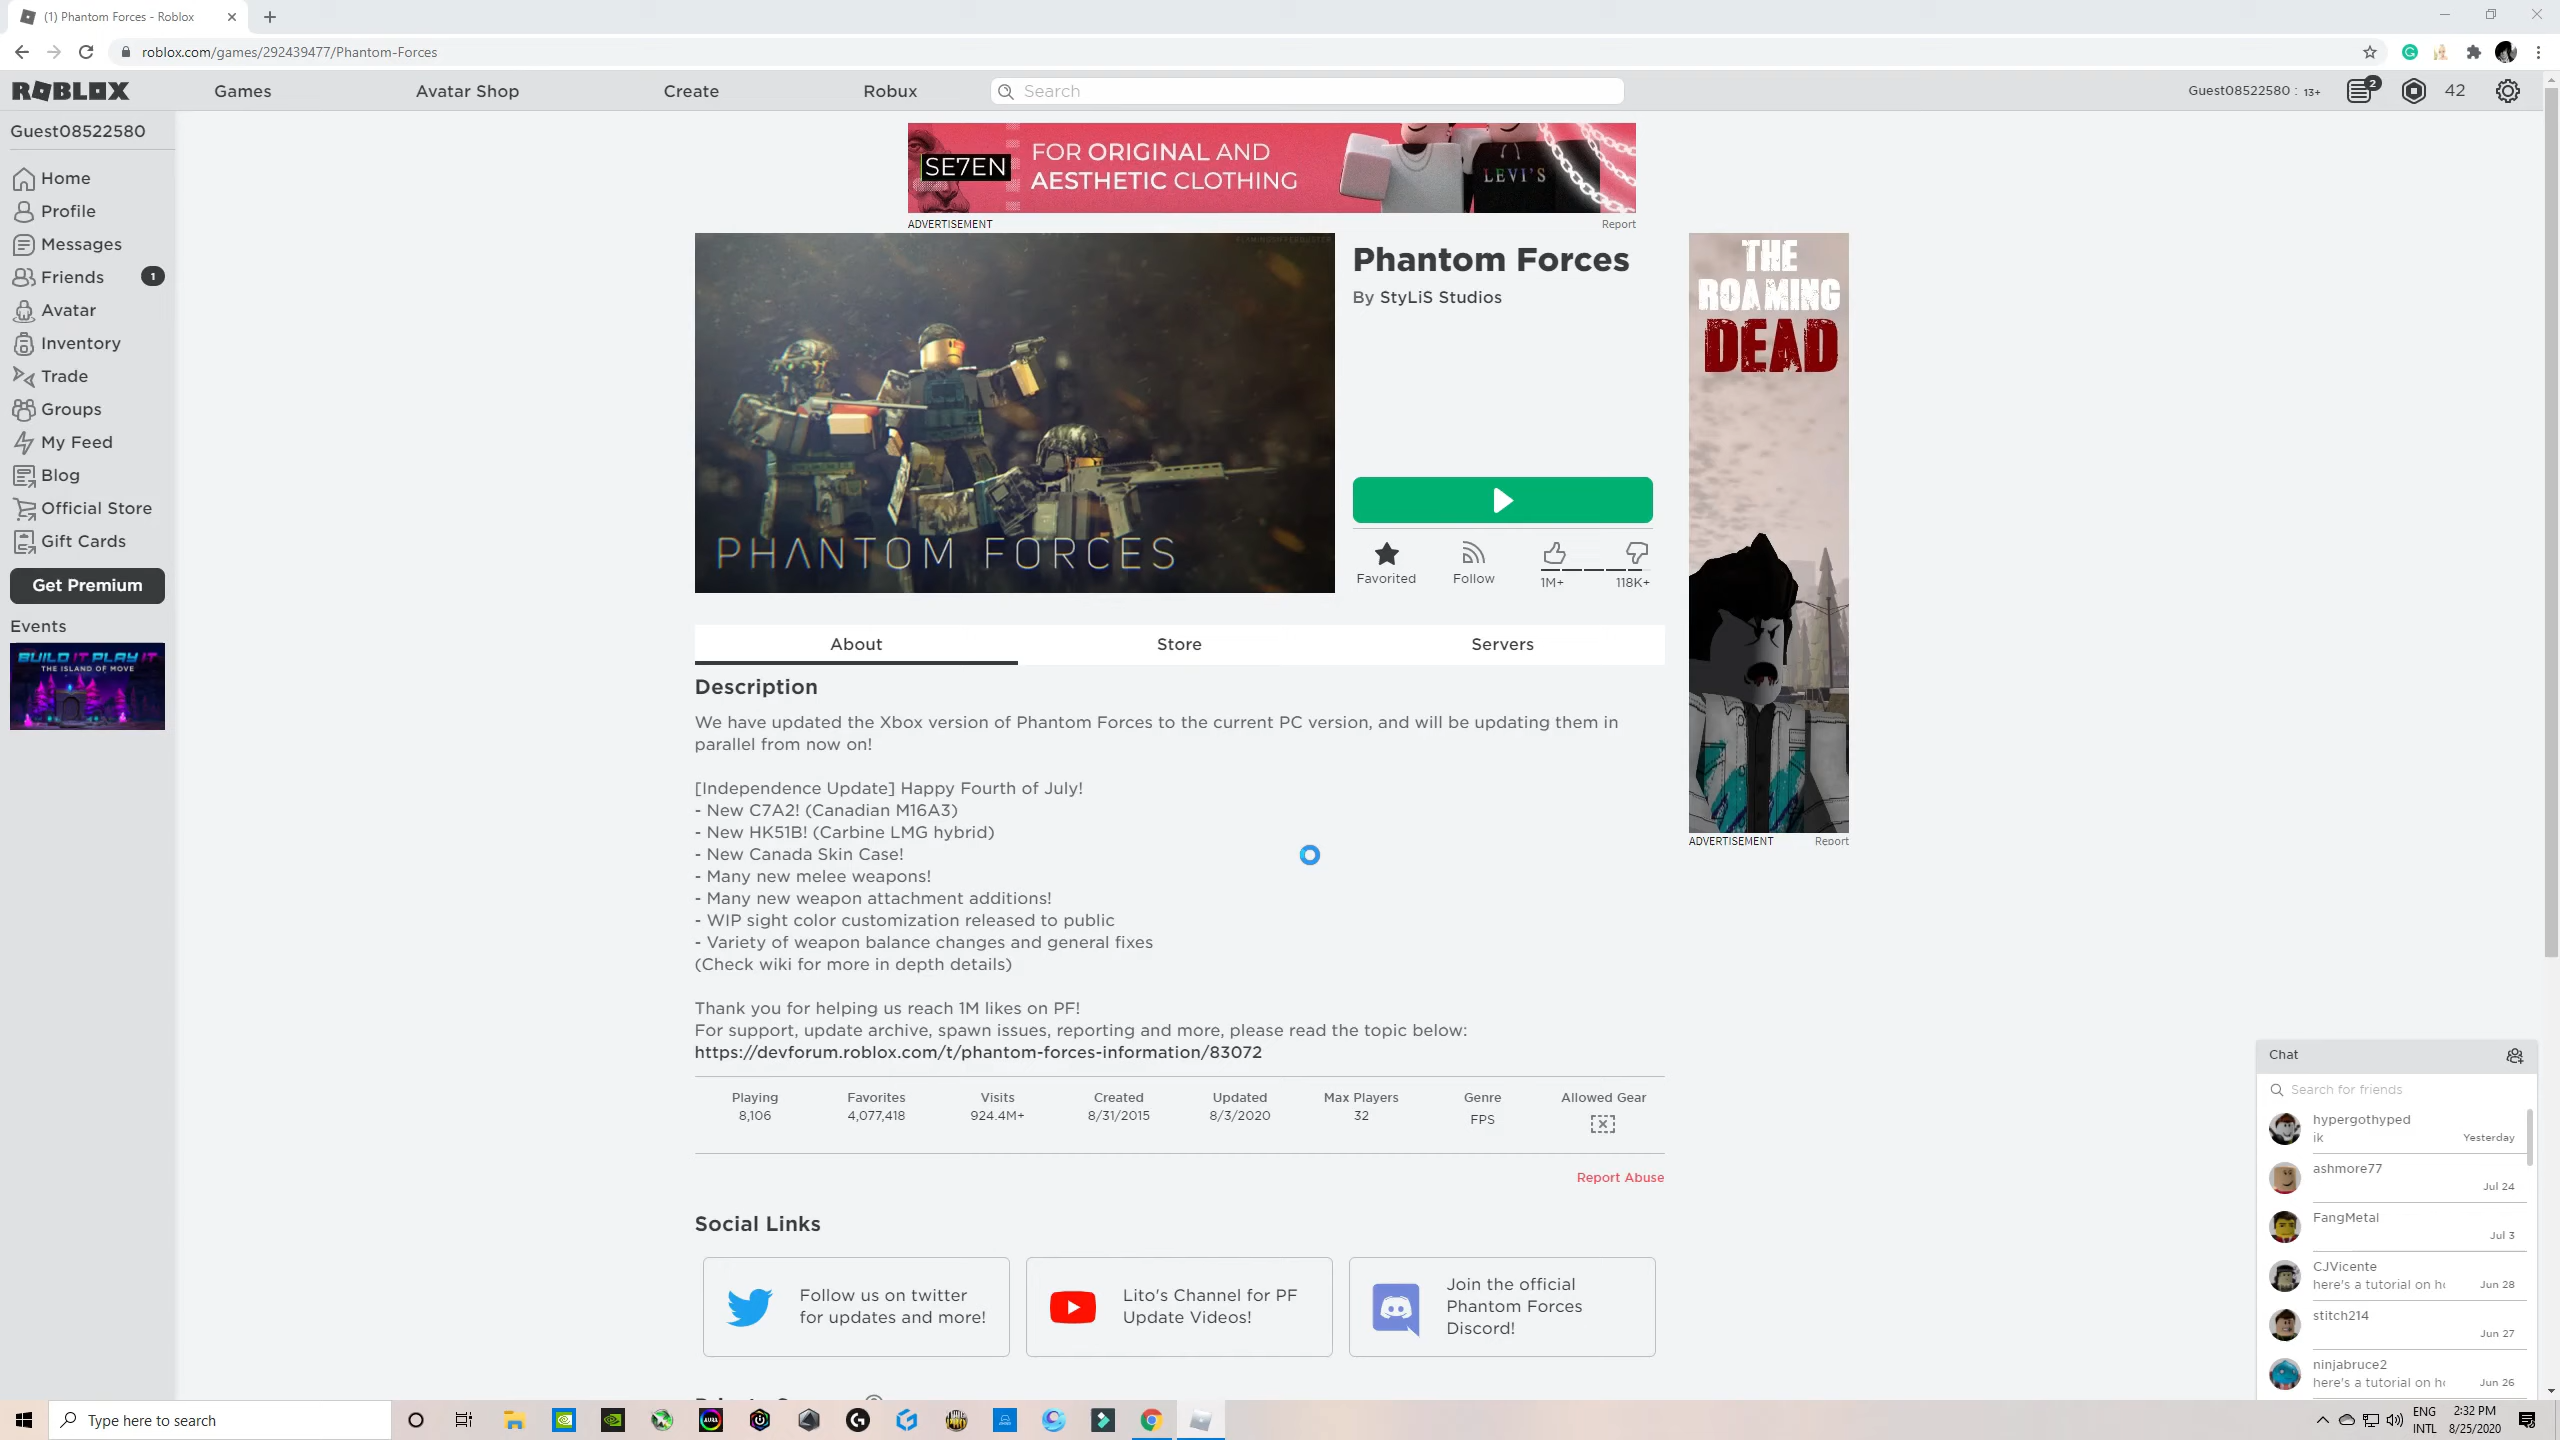 (1) Phantom Forces - Roblox
roblox.com/games/292439477/Phantom-Forces
ROBLOX
Games
Avatar Shop
Create
Robux
Search
Guest08522580 : 13+
2
42
Guest08522580
Home
Profile
Messages
Friends
1
Avatar
Inventory
Trade
Groups
My Feed
Blog
Official Store
Gift Cards
Get Premium
Events
BUILD IT PLAY IT
THE ISLAND OF MOVE
SE7EN
FOR ORIGINAL AND
AESTHETIC CLOTHING
LEVI'S
ADVERTISEMENT
Report
PHANTOM FORCES
Phantom Forces
By StyLiS Studios
Favorited
Follow
1M+
118K+
THE
ROAMING
DEAD
ADVERTISEMENT
Report
About
Store
Servers
Description
We have updated the Xbox version of Phantom Forces to the current PC version, and will be updating them in
parallel from now on!
[Independence Update] Happy Fourth of July!
- New C7A2! (Canadian M16A3)
- New HK51B! (Carbine LMG hybrid)
- New Canada Skin Case!
- Many new melee weapons!
- Many new weapon attachment additions!
- WIP sight color customization released to public
- Variety of weapon balance changes and general fixes
(Check wiki for more in depth details)
Thank you for helping us reach 1M likes on PF!
For support, update archive, spawn issues, reporting and more, please read the topic below:
https://devforum.roblox.com/t/phantom-forces-information/83072
Playing
8,106
Favorites
4,077,418
Visits
924.4M+
Created
8/31/2015
Updated
8/3/2020
Max Players
32
Genre
FPS
Allowed Gear
Report Abuse
Social Links
Follow us on twitter
for updates and more!
Lito's Channel for PF
Update Videos!
Join the official
Phantom Forces
Discord!
Chat
Search for friends
hypergothyped
ik
Yesterday
ashmore77
Jul 24
FangMetal
Jul 3
CJVicente
here's a tutorial on h
Jun 28
stitch214
Jun 27
ninjabruce2
here's a tutorial on h
Jun 26
Type here to search
AURA
ENG
INTL
2:32 PM
8/25/2020